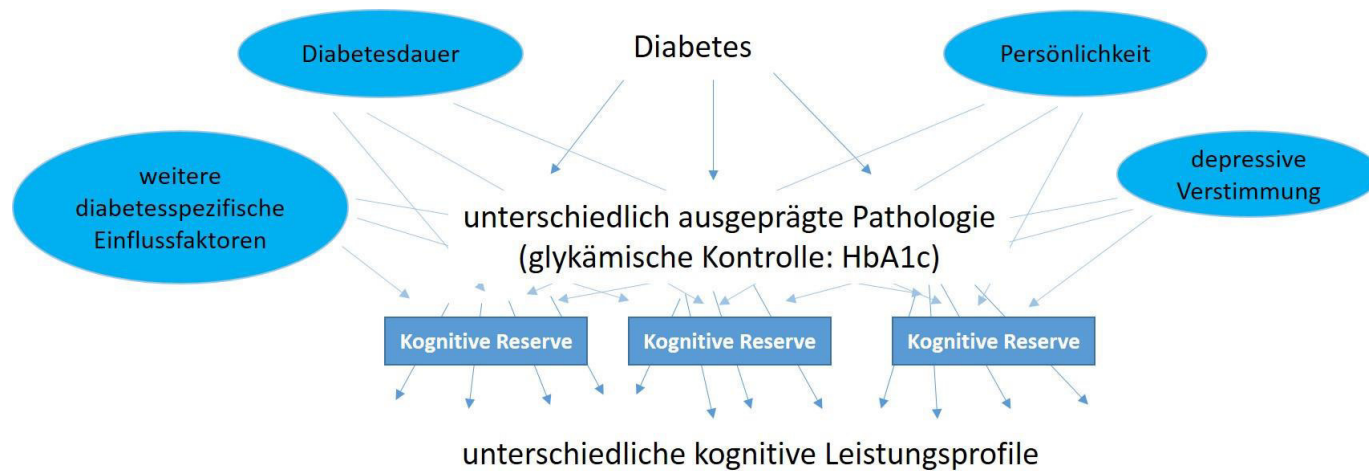 Diabetesdauer
Diabetes
Persönlichkeit
weitere
diabetesspezifische
Einflussfaktoren
depressive
Verstimmung
unterschiedlich ausgeprägte Pathologie
(glykämische Kontrolle: HbA1c)
Kognitive Reserve
Kognitive Reserve
Kognitive Reserve
unterschiedliche kognitive Leistungsprofile